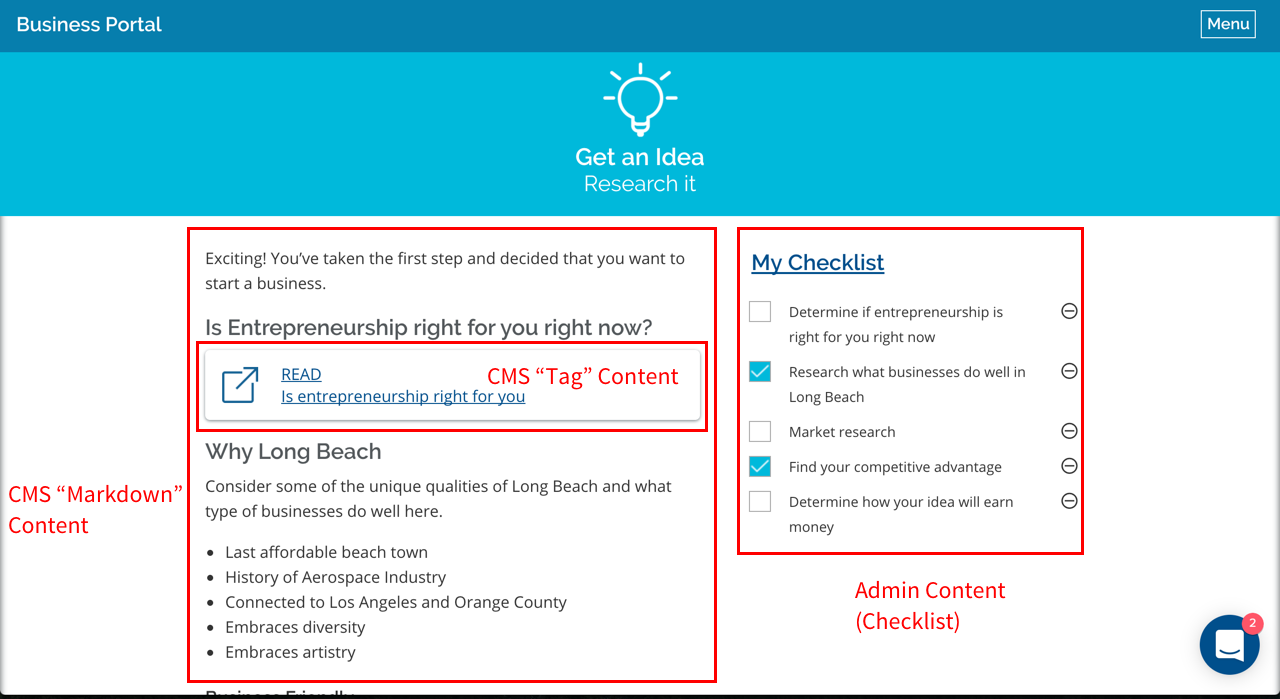 Business Portal
Menu
Get an Idea
Research it
Exciting! You’ve taken the first step and decided that you want to
start a business.
Is Entrepreneurship right for you right now?
READ
Is entrepreneurship right for you
CMS “Tag” Content
Why Long Beach
Consider some of the unique qualities of Long Beach and what
type of businesses do well here.
Last affordable beach town
History of Aerospace Industry
Connected to Los Angeles and Orange County
Embraces diversity
Embraces artistry
Business Friendly
CMS “Markdown”
Content
My Checklist
Determine if entrepreneurship is
right for you right now
Research what businesses do well in
Long Beach
Market research
Find your competitive advantage
Determine how your idea will earn
money
Admin Content
(Checklist)
2